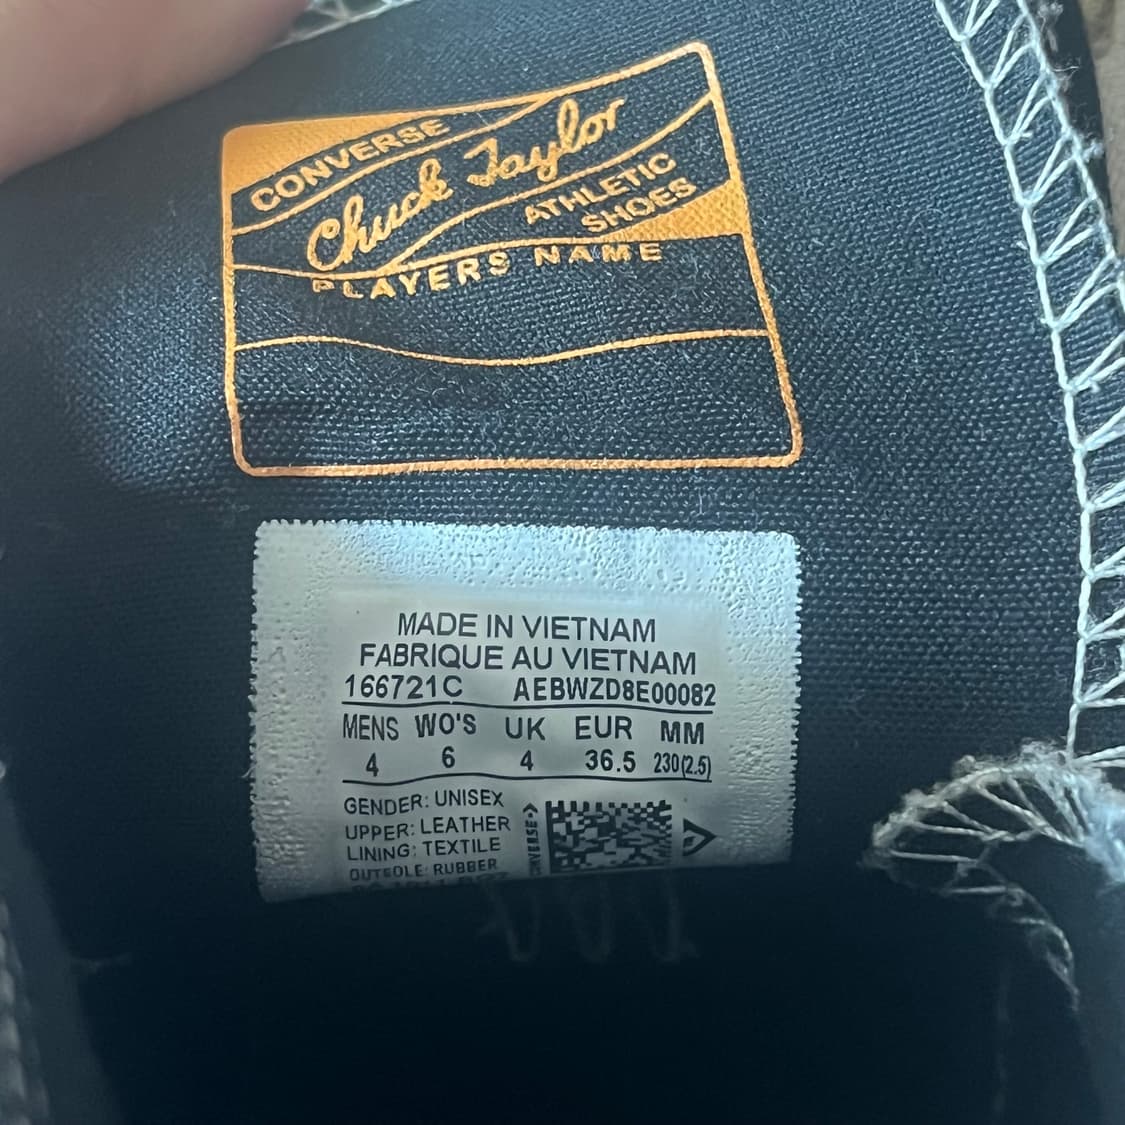 CONVERSE
Chuck Taylor
ATHLETIC
SHOES
PLAYERS NAME
MADE IN VIETNAM
FABRIQUE AU VIETNAM
166721C AEBWZD8E00082
MENS WO'S UK EUR MM
4 6 4 36.5 230(2.5)
GENDER: UNISEX
UPPER: LEATHER
LINING: TEXTILE
OUTSOLE: RUBBER
CONVERSE